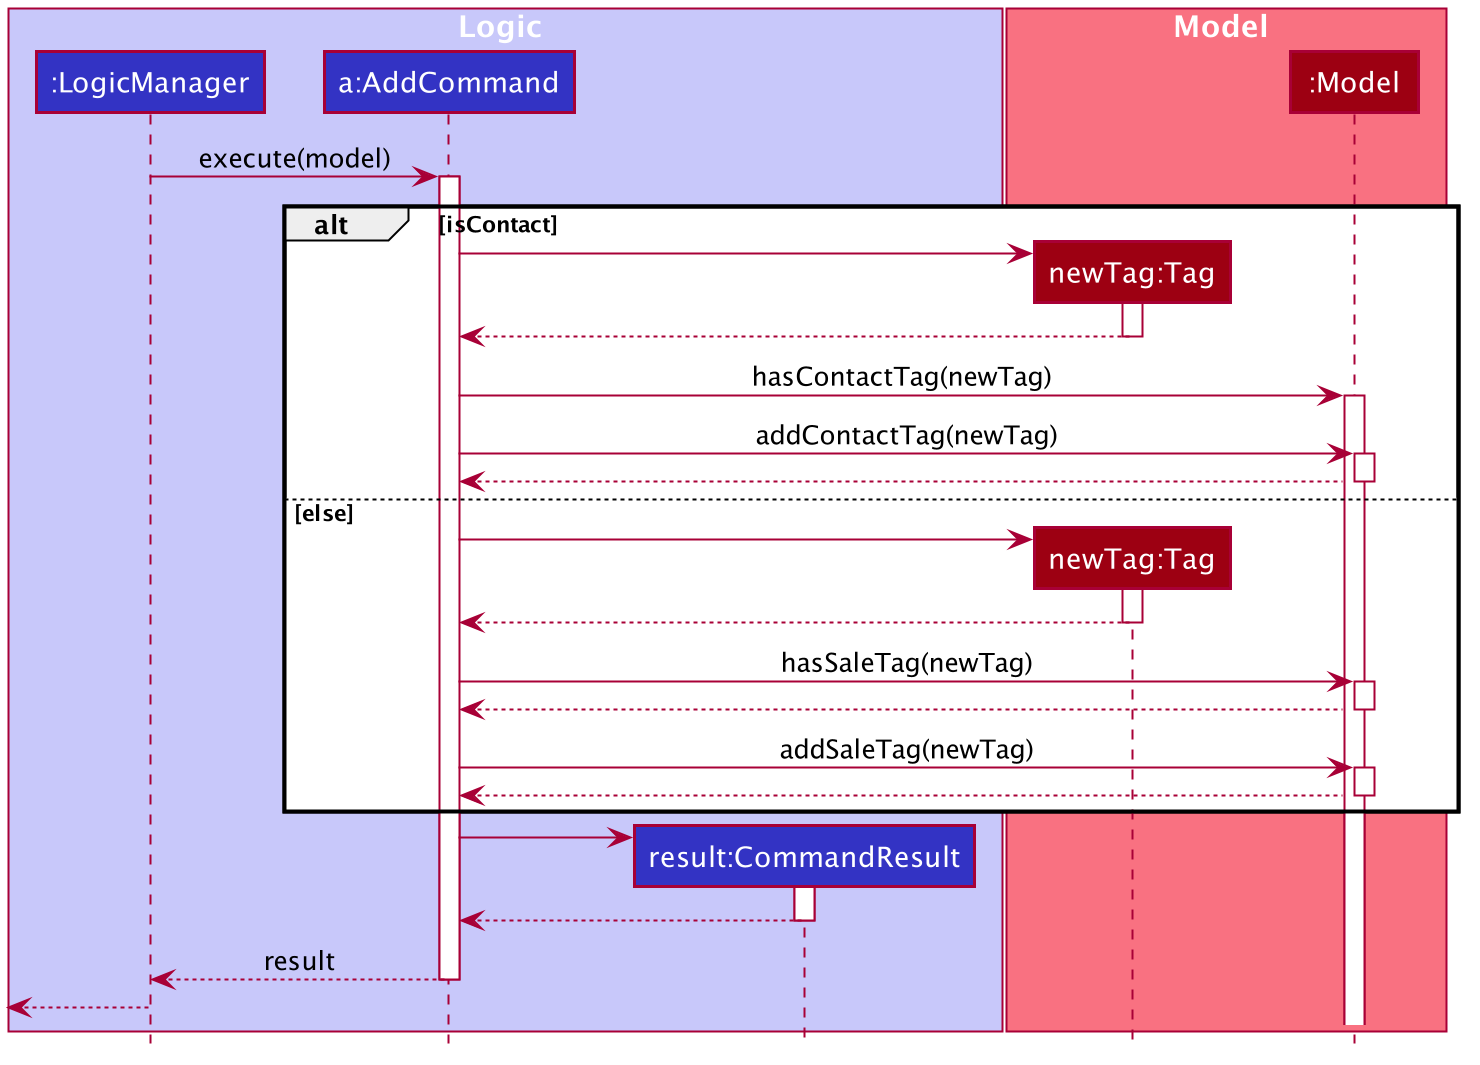 Logic
Model
:LogicManager
a:AddCommand
:Model
execute(model)
alt
[isContact]
newTag:Tag
hasContactTag(newTag)
addContactTag(newTag)
[else]
newTag:Tag
hasSaleTag(newTag)
addSaleTag(newTag)
result:CommandResult
result